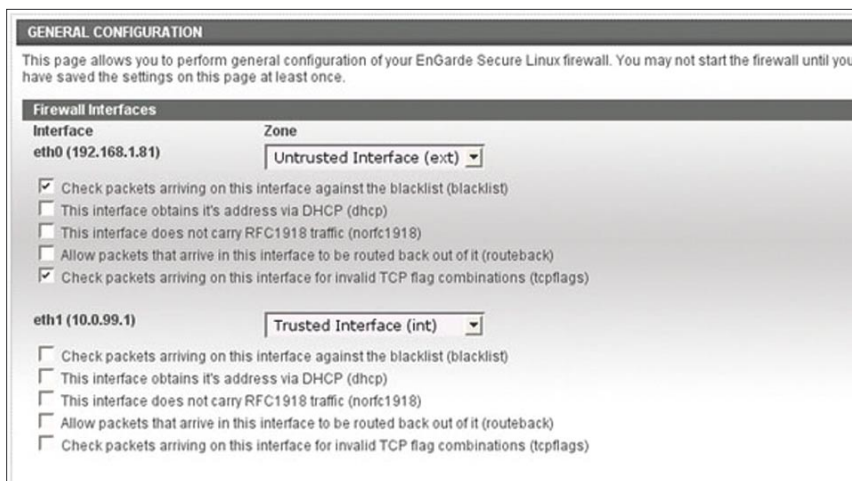 GENERAL CONFIGURATION
This page allows you to perform general configuration of your EnGarde Secure Linux firewall. You may not start the firewall until you
have saved the settings on this page at least once.
Firewall Interfaces
Interface Zone
eth0 (192.168.1.81) Untrusted Interface (ext)
Check packets arriving on this interface against the blacklist (blacklist)
This interface obtains it's address via DHCP (dhcp)
This interface does not carry RFC1918 traffic (norfc1918)
Allow packets that arrive in this interface to be routed back out of it (routeback)
Check packets arriving on this interface for invalid TCP flag combinations (tcpflags)
eth1 (10.0.99.1) Trusted Interface (int)
Check packets arriving on this interface against the blacklist (blacklist)
This interface obtains it's address via DHCP (dhcp)
This interface does not carry RFC1918 traffic (norfc1918)
Allow packets that arrive in this interface to be routed back out of it (routeback)
Check packets arriving on this interface for invalid TCP flag combinations (tcpflags)